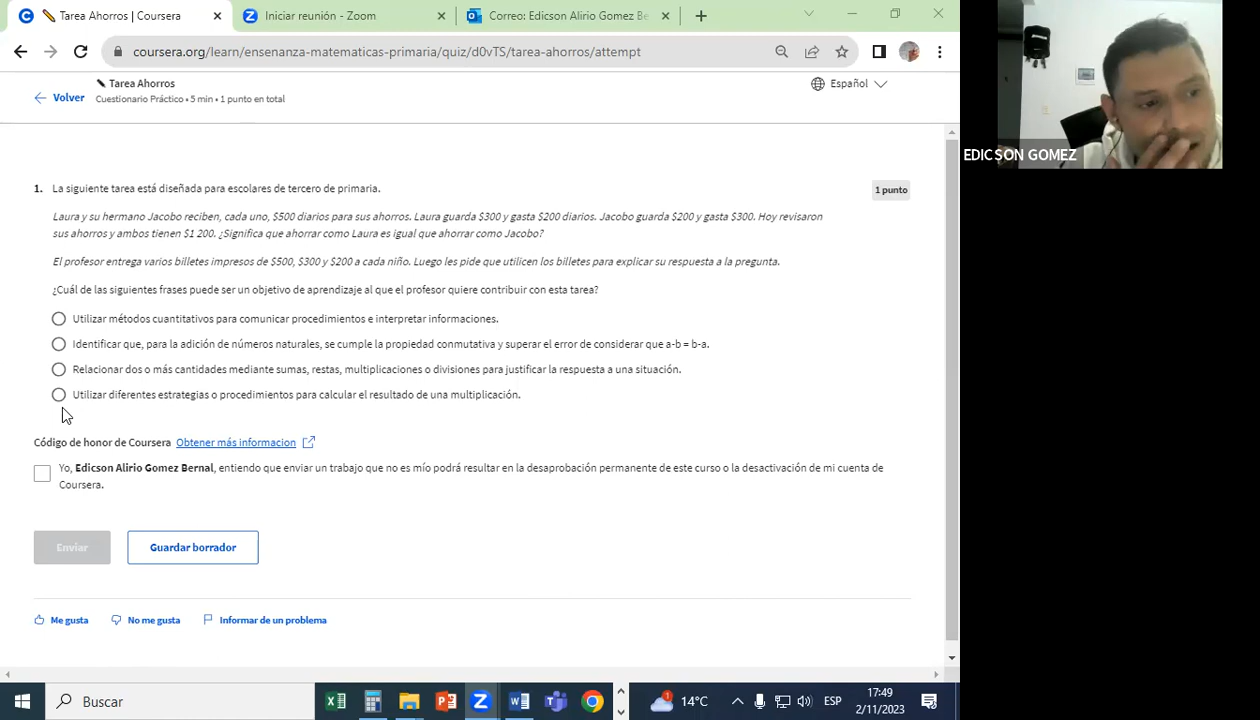 Tarea Ahorros | Coursera
Iniciar reunión - Zoom
Correo: Edicson Alirio Gomez Be
coursera.org/learn/ensenanza-matematicas-primaria/quiz/d0vTS/tarea-ahorros/attempt
Volver
Tarea Ahorros
Cuestionario Práctico • 5 min • 1 punto en total
Español
EDICSON GOMEZ
1. La siguiente tarea está diseñada para escolares de tercero de primaria.
1 punto
Laura y su hermano Jacobo reciben, cada uno, $500 diarios para sus ahorros. Laura guarda $300 y gasta $200 diarios. Jacobo guarda $200 y gasta $300. Hoy revisaron
sus ahorros y ambos tienen $1 200. ¿Significa que ahorrar como Laura es igual que ahorrar como Jacobo?
El profesor entrega varios billetes impresos de $500, $300 y $200 a cada niño. Luego les pide que utilicen los billetes para explicar su respuesta a la pregunta.
¿Cuál de las siguientes frases puede ser un objetivo de aprendizaje al que el profesor quiere contribuir con esta tarea?
Utilizar métodos cuantitativos para comunicar procedimientos e interpretar informaciones.
Identificar que, para la adición de números naturales, se cumple la propiedad conmutativa y superar el error de considerar que a-b = b-a.
Relacionar dos o más cantidades mediante sumas, restas, multiplicaciones o divisiones para justificar la respuesta a una situación.
Utilizar diferentes estrategias o procedimientos para calcular el resultado de una multiplicación.
Código de honor de Coursera Obtener más informacion
Yo, Edicson Alirio Gomez Bernal, entiendo que enviar un trabajo que no es mío podrá resultar en la desaprobación permanente de este curso o la desactivación de mi cuenta de
Coursera.
Enviar
Guardar borrador
Me gusta
No me gusta
Informar de un problema
Buscar
1
14°C
ESP
17:49
2/11/2023